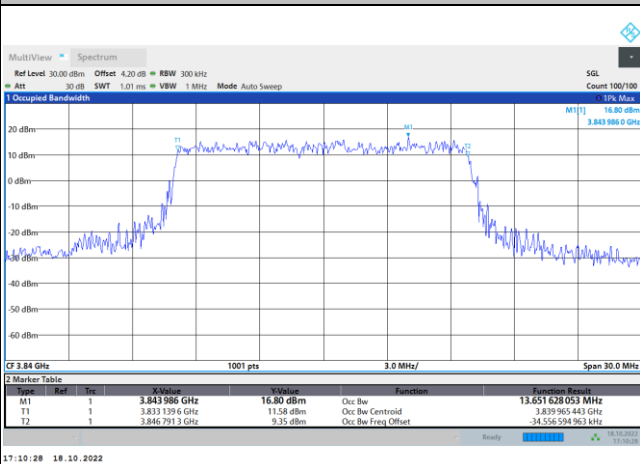 MultiView Spectrum
Ref Level 30.00 dBm Offset 4.20 dB RBW 300 kHz SGL
Att 30 dB SWT 1.01 ms VBW 1 MHz Mode Auto Sweep Count 100/100
1 Occupied Bandwidth 1Pk Max
M1[1] 16.80 dBm
3.843 986 0 GHz
M1
T1
T2
20 dBm
10 dBm
0 dBm
-10 dBm
-20 dBm
-30 dBm
-40 dBm
-50 dBm
-60 dBm
CF 3.84 GHz 1001 pts 3.0 MHz/ Span 30.0 MHz
2 Marker Table
Type Ref Trc X-Value Y-Value Function Function Result
M1 1 3.843 986 GHz 16.80 dBm Occ Bw 13.651 628 053 MHz
T1 1 3.833 139 6 GHz 11.58 dBm Occ Bw Centroid 3.839 965 443 GHz
T2 1 3.846 791 3 GHz 9.35 dBm Occ Bw Freq Offset -34.556 594 963 kHz
Ready 18.10.2022
17:10:28
17:10:28 18.10.2022